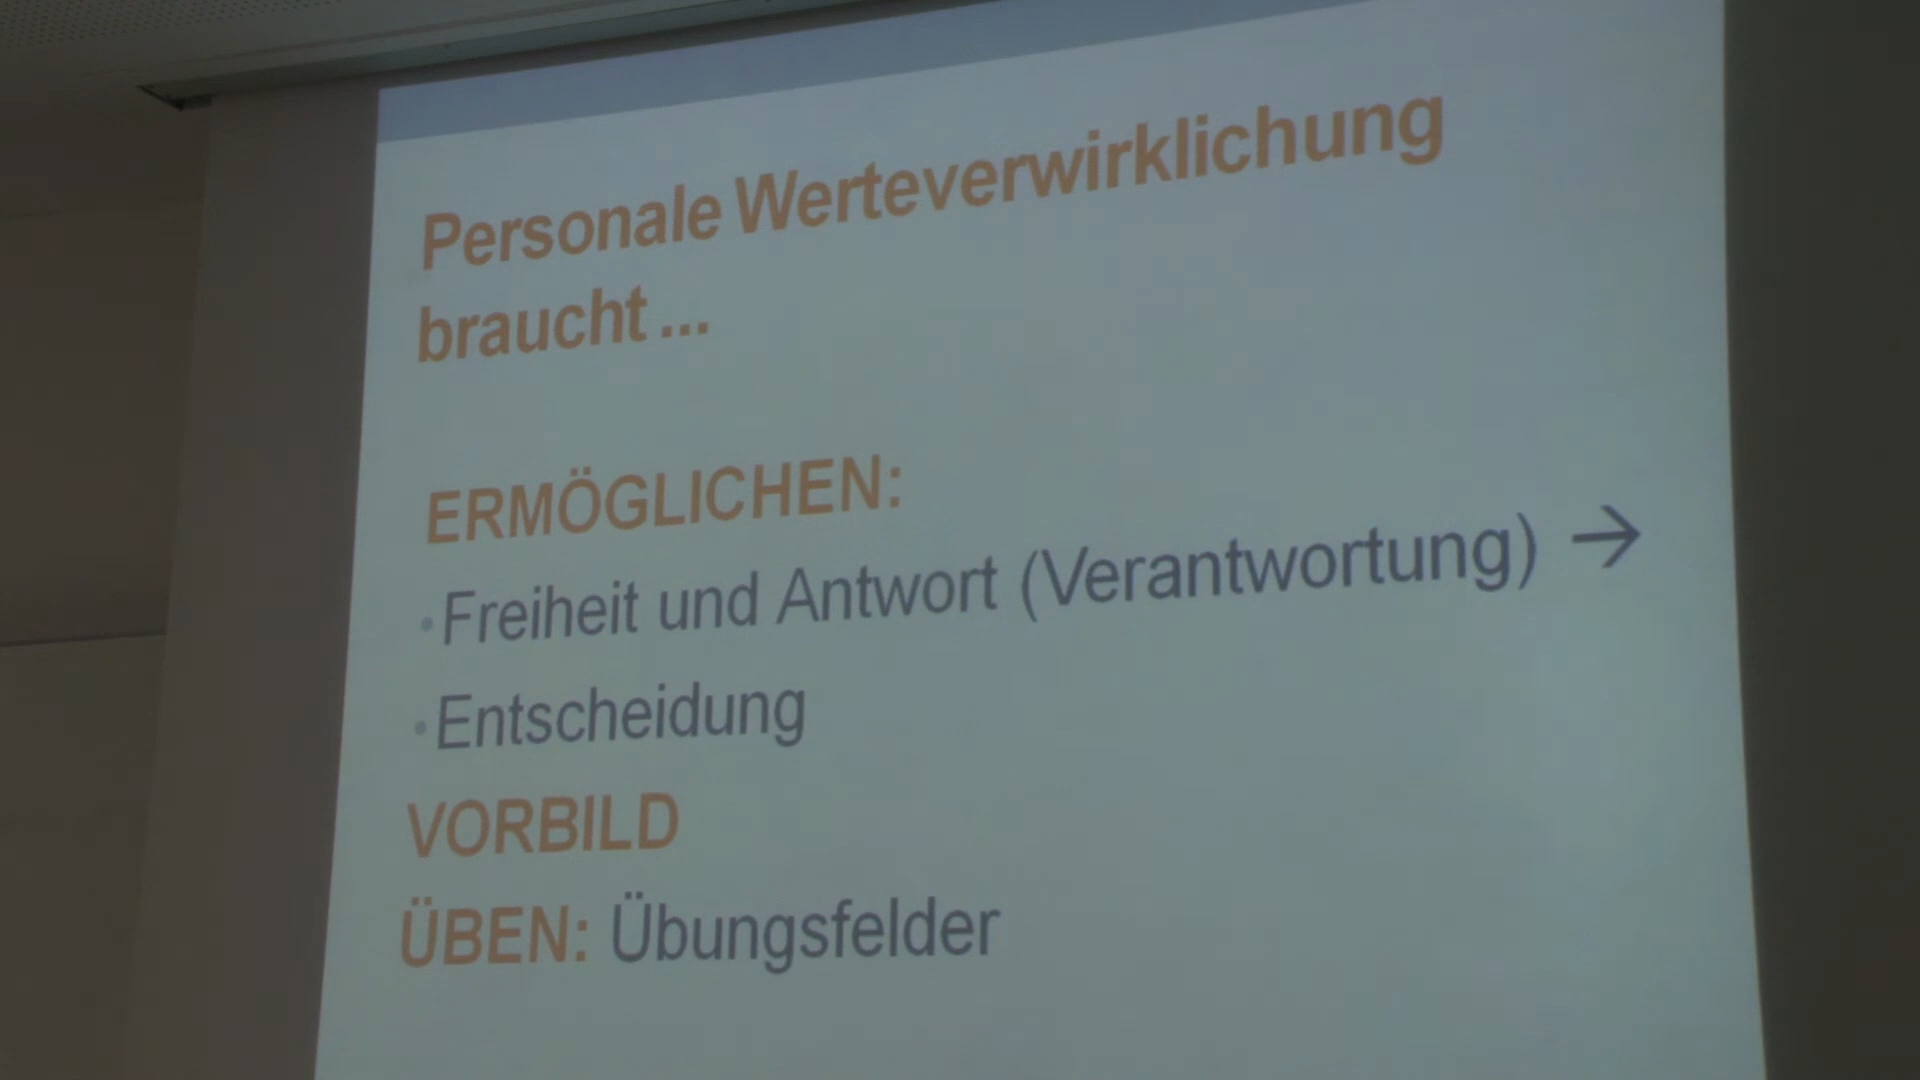 Personale Werteverwirklichung
braucht ...
ERMÖGLICHEN:
•Freiheit und Antwort (Verantwortung) →
•Entscheidung
VORBILD
ÜBEN: Übungsfelder